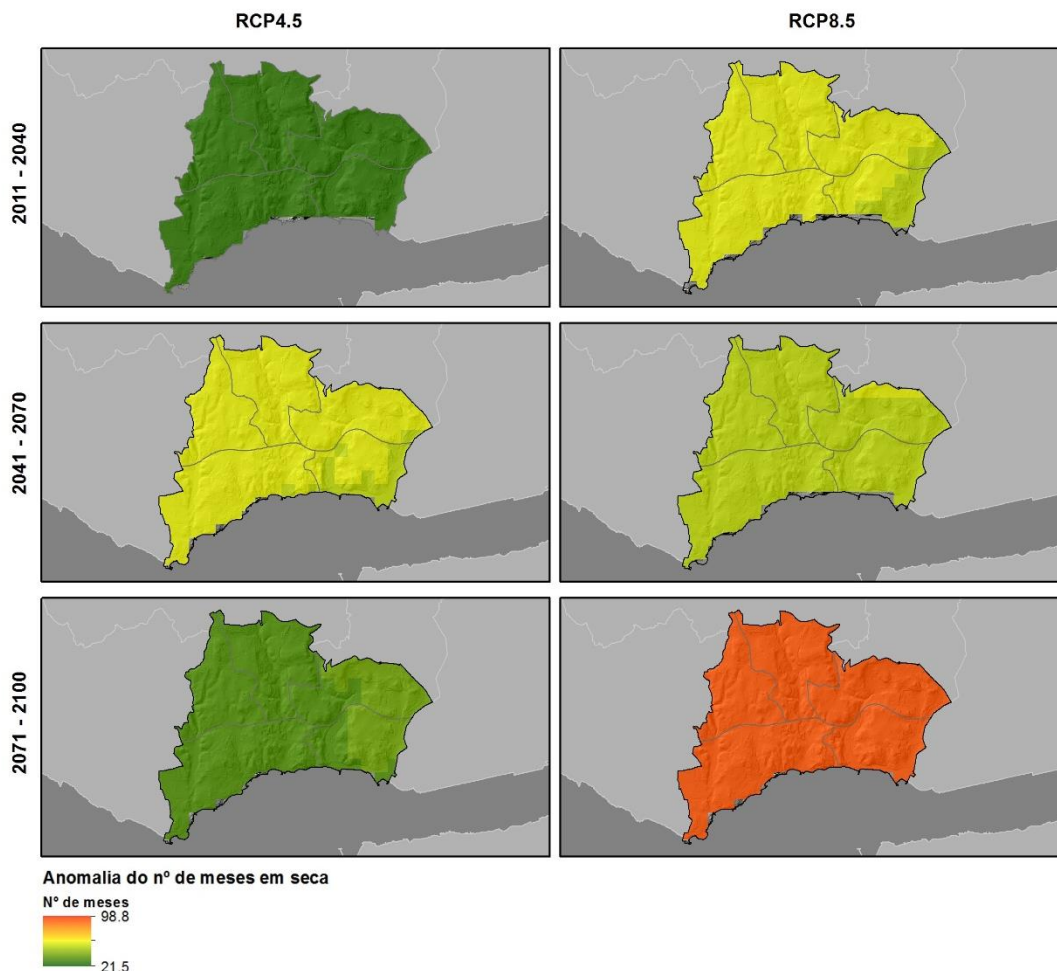 RCP4.5
RCP8.5
2011 - 2040
2041 - 2070
2071 - 2100
Anomalia do nº de meses em seca
Nº de meses
98.8
21.5